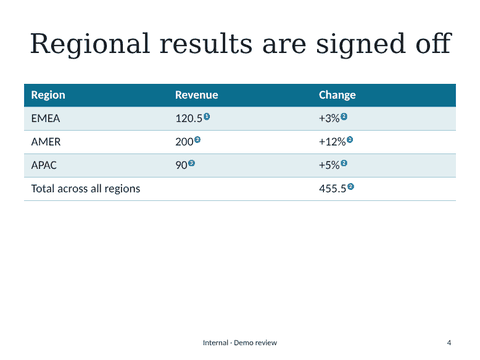 Regional results are signed off
Region Revenue Change
EMEA 120.5 +3%
AMER 200 +12%
APAC 90 +5%
Total across all regions 455.5
Internal - Demo review 4